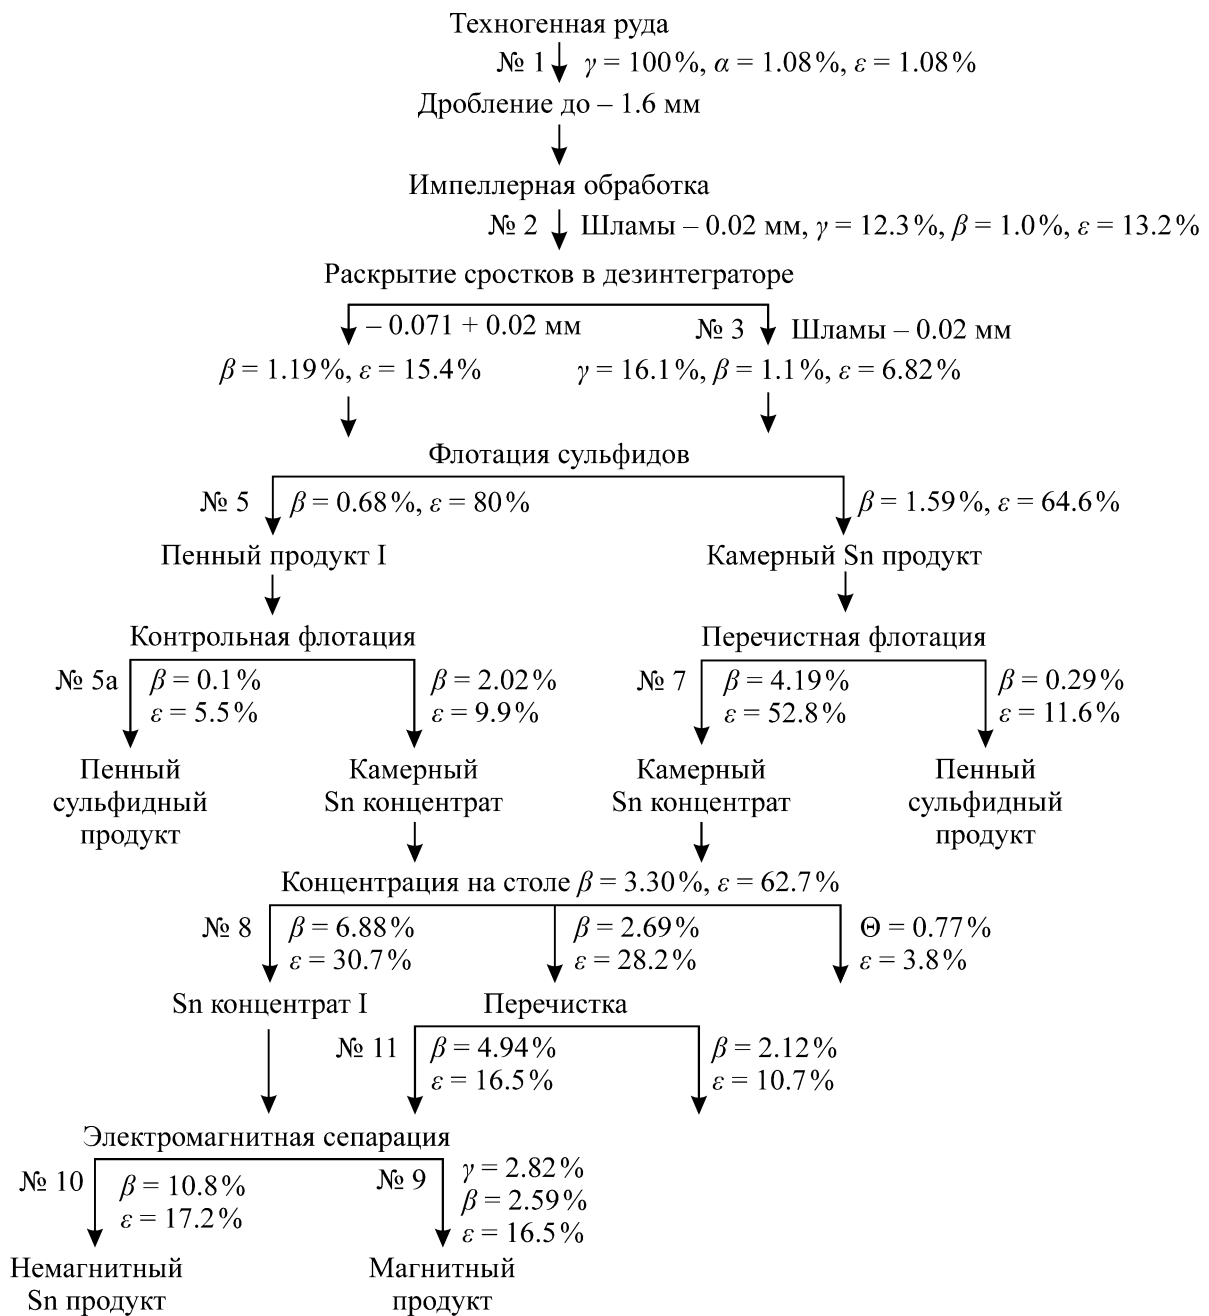 Техногенная руда
№ 1 γ = 100%, α = 1.08%, ε = 1.08%
Дробление до – 1.6 мм
Импеллерная обработка
№ 2 Шламы – 0.02 мм, γ = 12.3%, β = 1.0%, ε = 13.2%
Раскрытие сростков в дезинтеграторе
– 0.071 + 0.02 мм
№ 3 Шламы – 0.02 мм
β = 1.19%, ε = 15.4%
γ = 16.1%, β = 1.1%, ε = 6.82%
Флотация сульфидов
№ 5 β = 0.68%, ε = 80%
β = 1.59%, ε = 64.6%
Пенный продукт I
Камерный Sn продукт
Контрольная флотация
Перечистная флотация
№ 5а β = 0.1%
ε = 5.5%
β = 2.02%
ε = 9.9%
№ 7 β = 4.19%
ε = 52.8%
β = 0.29%
ε = 11.6%
Пенный
сульфидный
продукт
Камерный
Sn концентрат
Камерный
Sn концентрат
Пенный
сульфидный
продукт
Концентрация на столе β = 3.30%, ε = 62.7%
№ 8 β = 6.88%
ε = 30.7%
β = 2.69%
ε = 28.2%
Θ = 0.77%
ε = 3.8%
Sn концентрат I
Перечистка
№ 11 β = 4.94%
ε = 16.5%
β = 2.12%
ε = 10.7%
Электромагнитная сепарация
№ 10 β = 10.8%
ε = 17.2%
№ 9 γ = 2.82%
β = 2.59%
ε = 16.5%
Немагнитный
Sn продукт
Магнитный
продукт